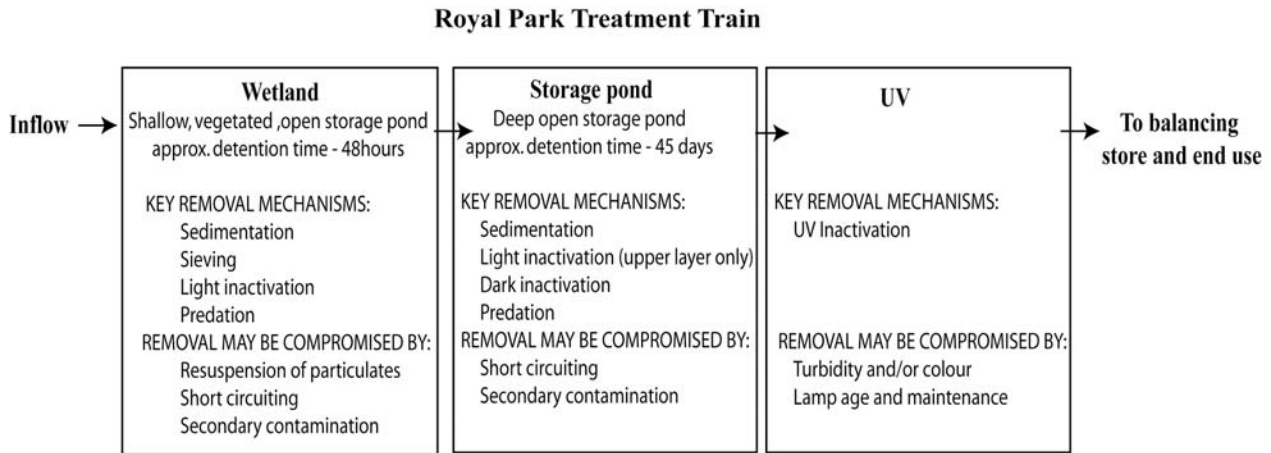 Royal Park Treatment Train
Inflow
Wetland
Shallow, vegetated ,open storage pond
approx. detention time - 48hours
KEY REMOVAL MECHANISMS:
Sedimentation
Sieving
Light inactivation
Predation
REMOVAL MAY BE COMPROMISED BY:
Resuspension of particulates
Short circuiting
Secondary contamination
Storage pond
Deep open storage pond
approx. detention time - 45 days
KEY REMOVAL MECHANISMS:
Sedimentation
Light inactivation (upper layer only)
Dark inactivation
Predation
REMOVAL MAY BE COMPROMISED BY:
Short circuiting
Secondary contamination
UV
KEY REMOVAL MECHANISMS:
UV Inactivation
REMOVAL MAY BE COMPROMISED BY:
Turbidity and/or colour
Lamp age and maintenance
To balancing
store and end use